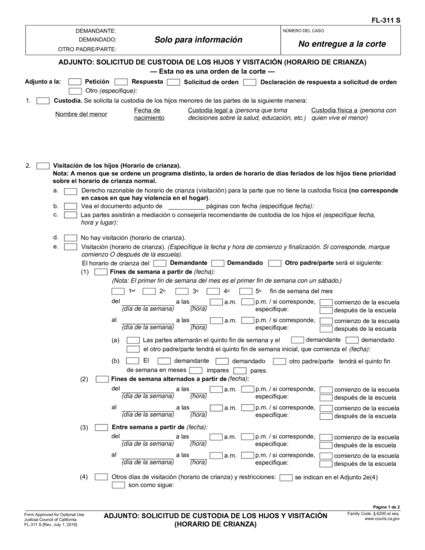 FL-311 S
DEMANDANTE:
DEMANDADO:
OTRO PADRE/PARTE:
Solo para información
NÚMERO DEL CASO:
No entregue a la corte
ADJUNTO: SOLICITUD DE CUSTODIA DE LOS HIJOS Y VISITACIÓN (HORARIO DE CRIANZA)
— Esta no es una orden de la corte —
Adjunto a la: Petición Respuesta Solicitud de orden Declaración de respuesta a solicitud de orden
Otro (especifique):
1. Custodia. Se solicita la custodia de los hijos menores de las partes de la siguiente manera:
Nombre del menor
Fecha de nacimiento
Custodia legal a (persona que toma decisiones sobre la salud, educación, etc.)
Custodia física a (persona con quien vive el menor)
2. Visitación de los hijos (Horario de crianza).
Nota: A menos que se ordene un programa distinto, la orden de horario de días feriados de los hijos tiene prioridad
sobre el horario de crianza normal.
a. Derecho razonable de horario de crianza (visitación) para la parte que no tiene la custodia física (no corresponde
en casos en que hay violencia en el hogar).
b. Vea el documento adjunto de ________ páginas con fecha (especifique fecha):
c. Las partes asistirán a mediación o consejería recomendante de custodia de los hijos el (especifique fecha,
hora y lugar):
d. No hay visitación (horario de crianza).
e. Visitación (horario de crianza). (Especifique la fecha y hora de comienzo y finalización. Si corresponde, marque
comienzo O después de la escuela).
El horario de crianza del Demandante Demandado Otro padre/parte será el siguiente:
(1) Fines de semana a partir de (fecha):
(Nota: El primer fin de semana del mes es el primer fin de semana con un sábado.)
1er 2o 3o 4o 5o fin de semana del mes
del a las a.m. p.m. / si corresponde, comienzo de la escuela
(día de la semana) (hora) especifique: después de la escuela
al a las a.m. p.m. / si corresponde, comienzo de la escuela
(día de la semana) (hora) especifique: después de la escuela
(a) Las partes alternarán el quinto fin de semana y el demandante demandado
el otro padre/parte tendrá el quinto fin de semana inicial, que comienza el (fecha):
(b) El demandante demandado otro padre/parte tendrá el quinto fin
de semana en meses impares pares.
(2) Fines de semana alternados a partir de (fecha):
del a las a.m. p.m. / si corresponde, comienzo de la escuela
(día de la semana) (hora) especifique: después de la escuela
al a las a.m. p.m. / si corresponde, comienzo de la escuela
(día de la semana) (hora) especifique: después de la escuela
(3) Entre semana a partir de (fecha):
del a las a.m. p.m. / si corresponde, comienzo de la escuela
(día de la semana) (hora) especifique: después de la escuela
al a las a.m. p.m. / si corresponde, comienzo de la escuela
(día de la semana) (hora) especifique: después de la escuela
(4) Otros días de visitación (horario de crianza) y restricciones: se indican en el Adjunto 2e(4)
son como sigue:
Página 1 de 2
Form Approved for Optional Use
Judicial Council of California
FL-311 S [Rev. July 1, 2016]
ADJUNTO: SOLICITUD DE CUSTODIA DE LOS HIJOS Y VISITACIÓN
(HORARIO DE CRIANZA)
Family Code, § 6200 et seq.
www.courts.ca.gov